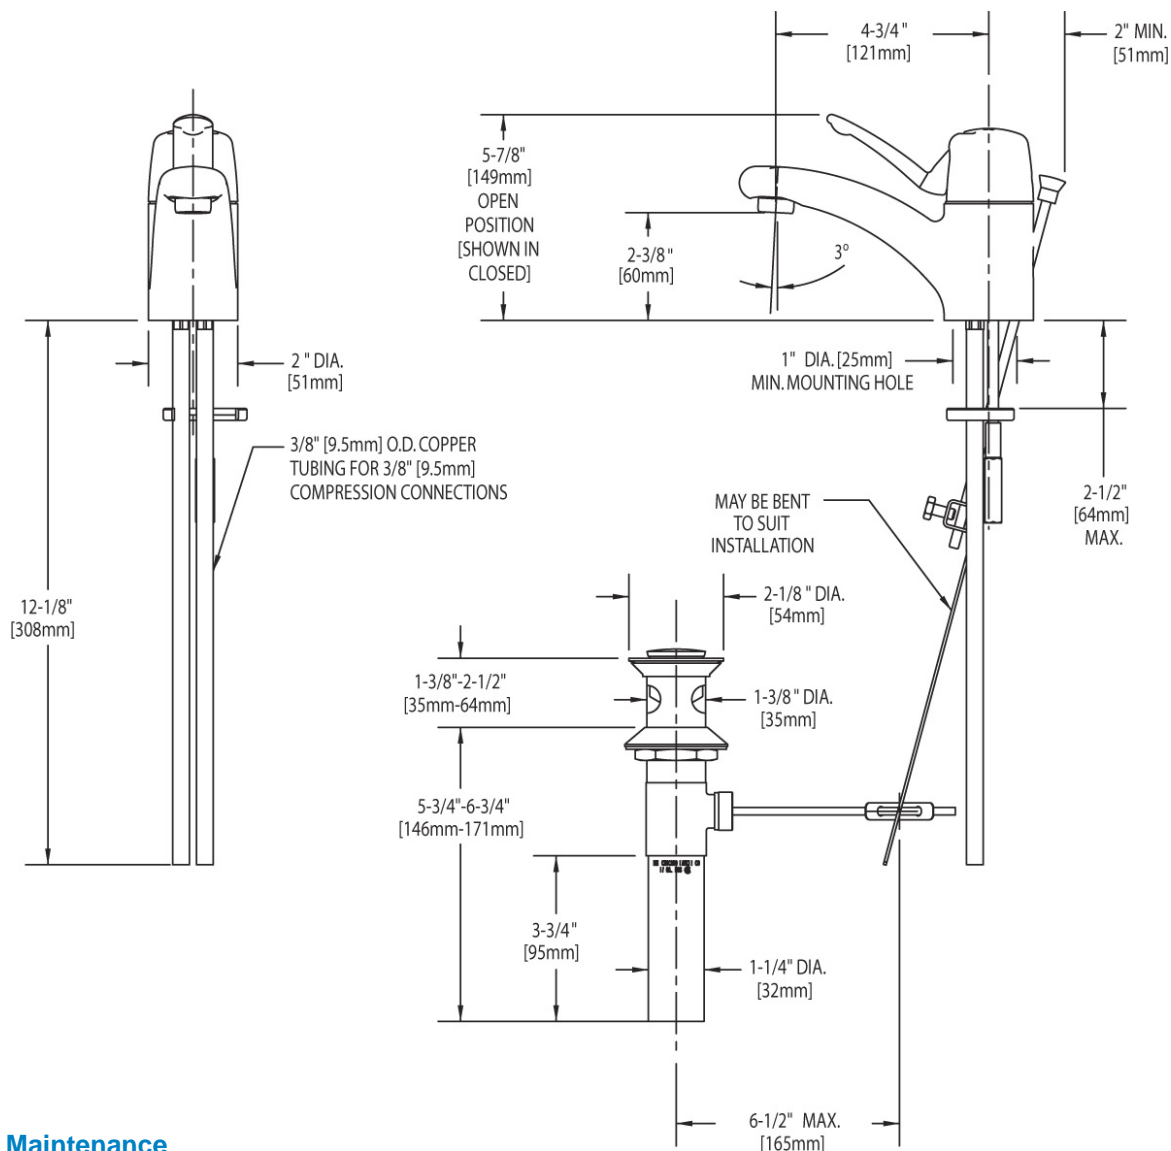 4-3/4"
[121mm]
2" MIN.
[51mm]
5-7/8"
[149mm]
OPEN
POSITION
[SHOWN IN
CLOSED]
2-3/8"
[60mm]
3°
2" DIA.
[51mm]
1" DIA. [25mm]
MIN. MOUNTING HOLE
3/8" [9.5mm] O.D. COPPER
TUBING FOR 3/8" [9.5mm]
COMPRESSION CONNECTIONS
MAY BE BENT
TO SUIT
INSTALLATION
2-1/2"
[64mm]
MAX.
12-1/8"
[308mm]
2-1/8" DIA.
[54mm]
1-3/8"-2-1/2"
[35mm-64mm]
1-3/8" DIA.
[35mm]
5-3/4"-6-3/4"
[146mm-171mm]
3-3/4"
[95mm]
1-1/4" DIA.
[32mm]
6-1/2" MAX.
[165mm]
Maintenance